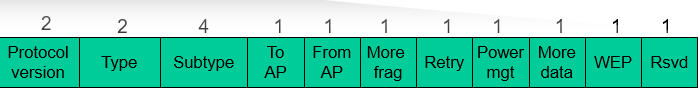 2 2 4 1 1 1 1 1 1 1 1
Protocol version Type Subtype To AP From AP More frag Retry Power mgt More data WEP Rsvd